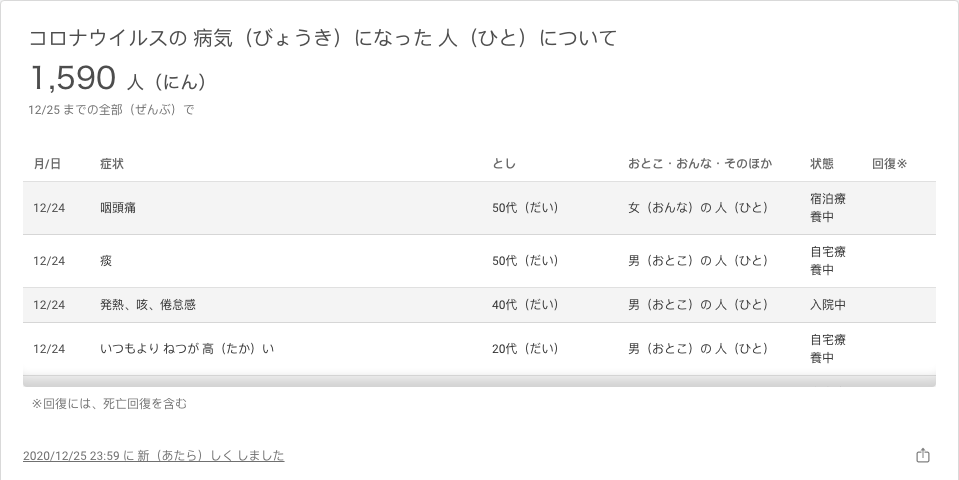 コロナウイルスの 病気（びょうき）になった 人（ひと）について
1,590 人（にん）
12/25 までの全部（ぜんぶ）で
月/日 症状 とし おとこ・おんな・そのほか 状態 回復※
12/24 咽頭痛 50代（だい） 女（おんな）の 人（ひと） 宿泊療
養中
12/24 痰 50代（だい） 男（おとこ）の 人（ひと） 自宅療
養中
12/24 発熱、咳、倦怠感 40代（だい） 男（おとこ）の 人（ひと） 入院中
12/24 いつもより ねつが 高（たか）い 20代（だい） 男（おとこ）の 人（ひと） 自宅療
養中
※回復には、死亡回復を含む
2020/12/25 23:59 に 新（あたら）しく しました